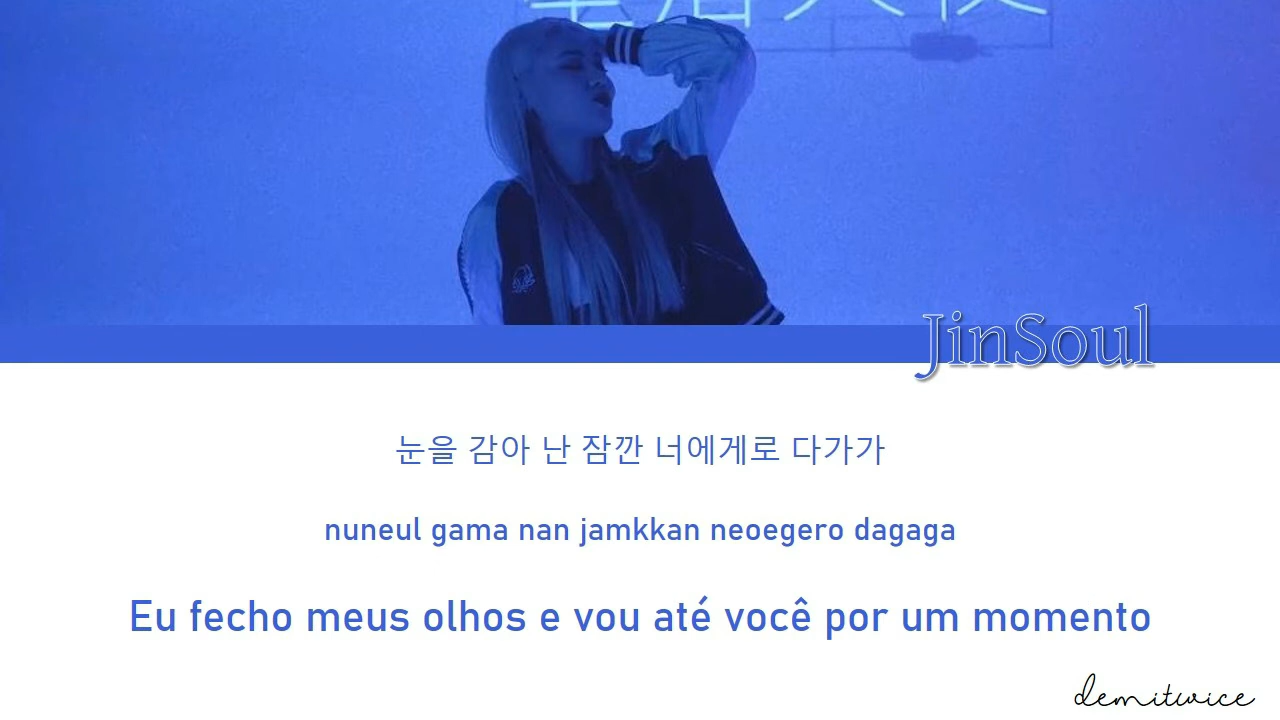 JinSoul
눈을 감아 난 잠깐 너에게로 다가가
nuneul gama nan jamkkan neoegero dagaga
Eu fecho meus olhos e vou até você por um momento
demitwice